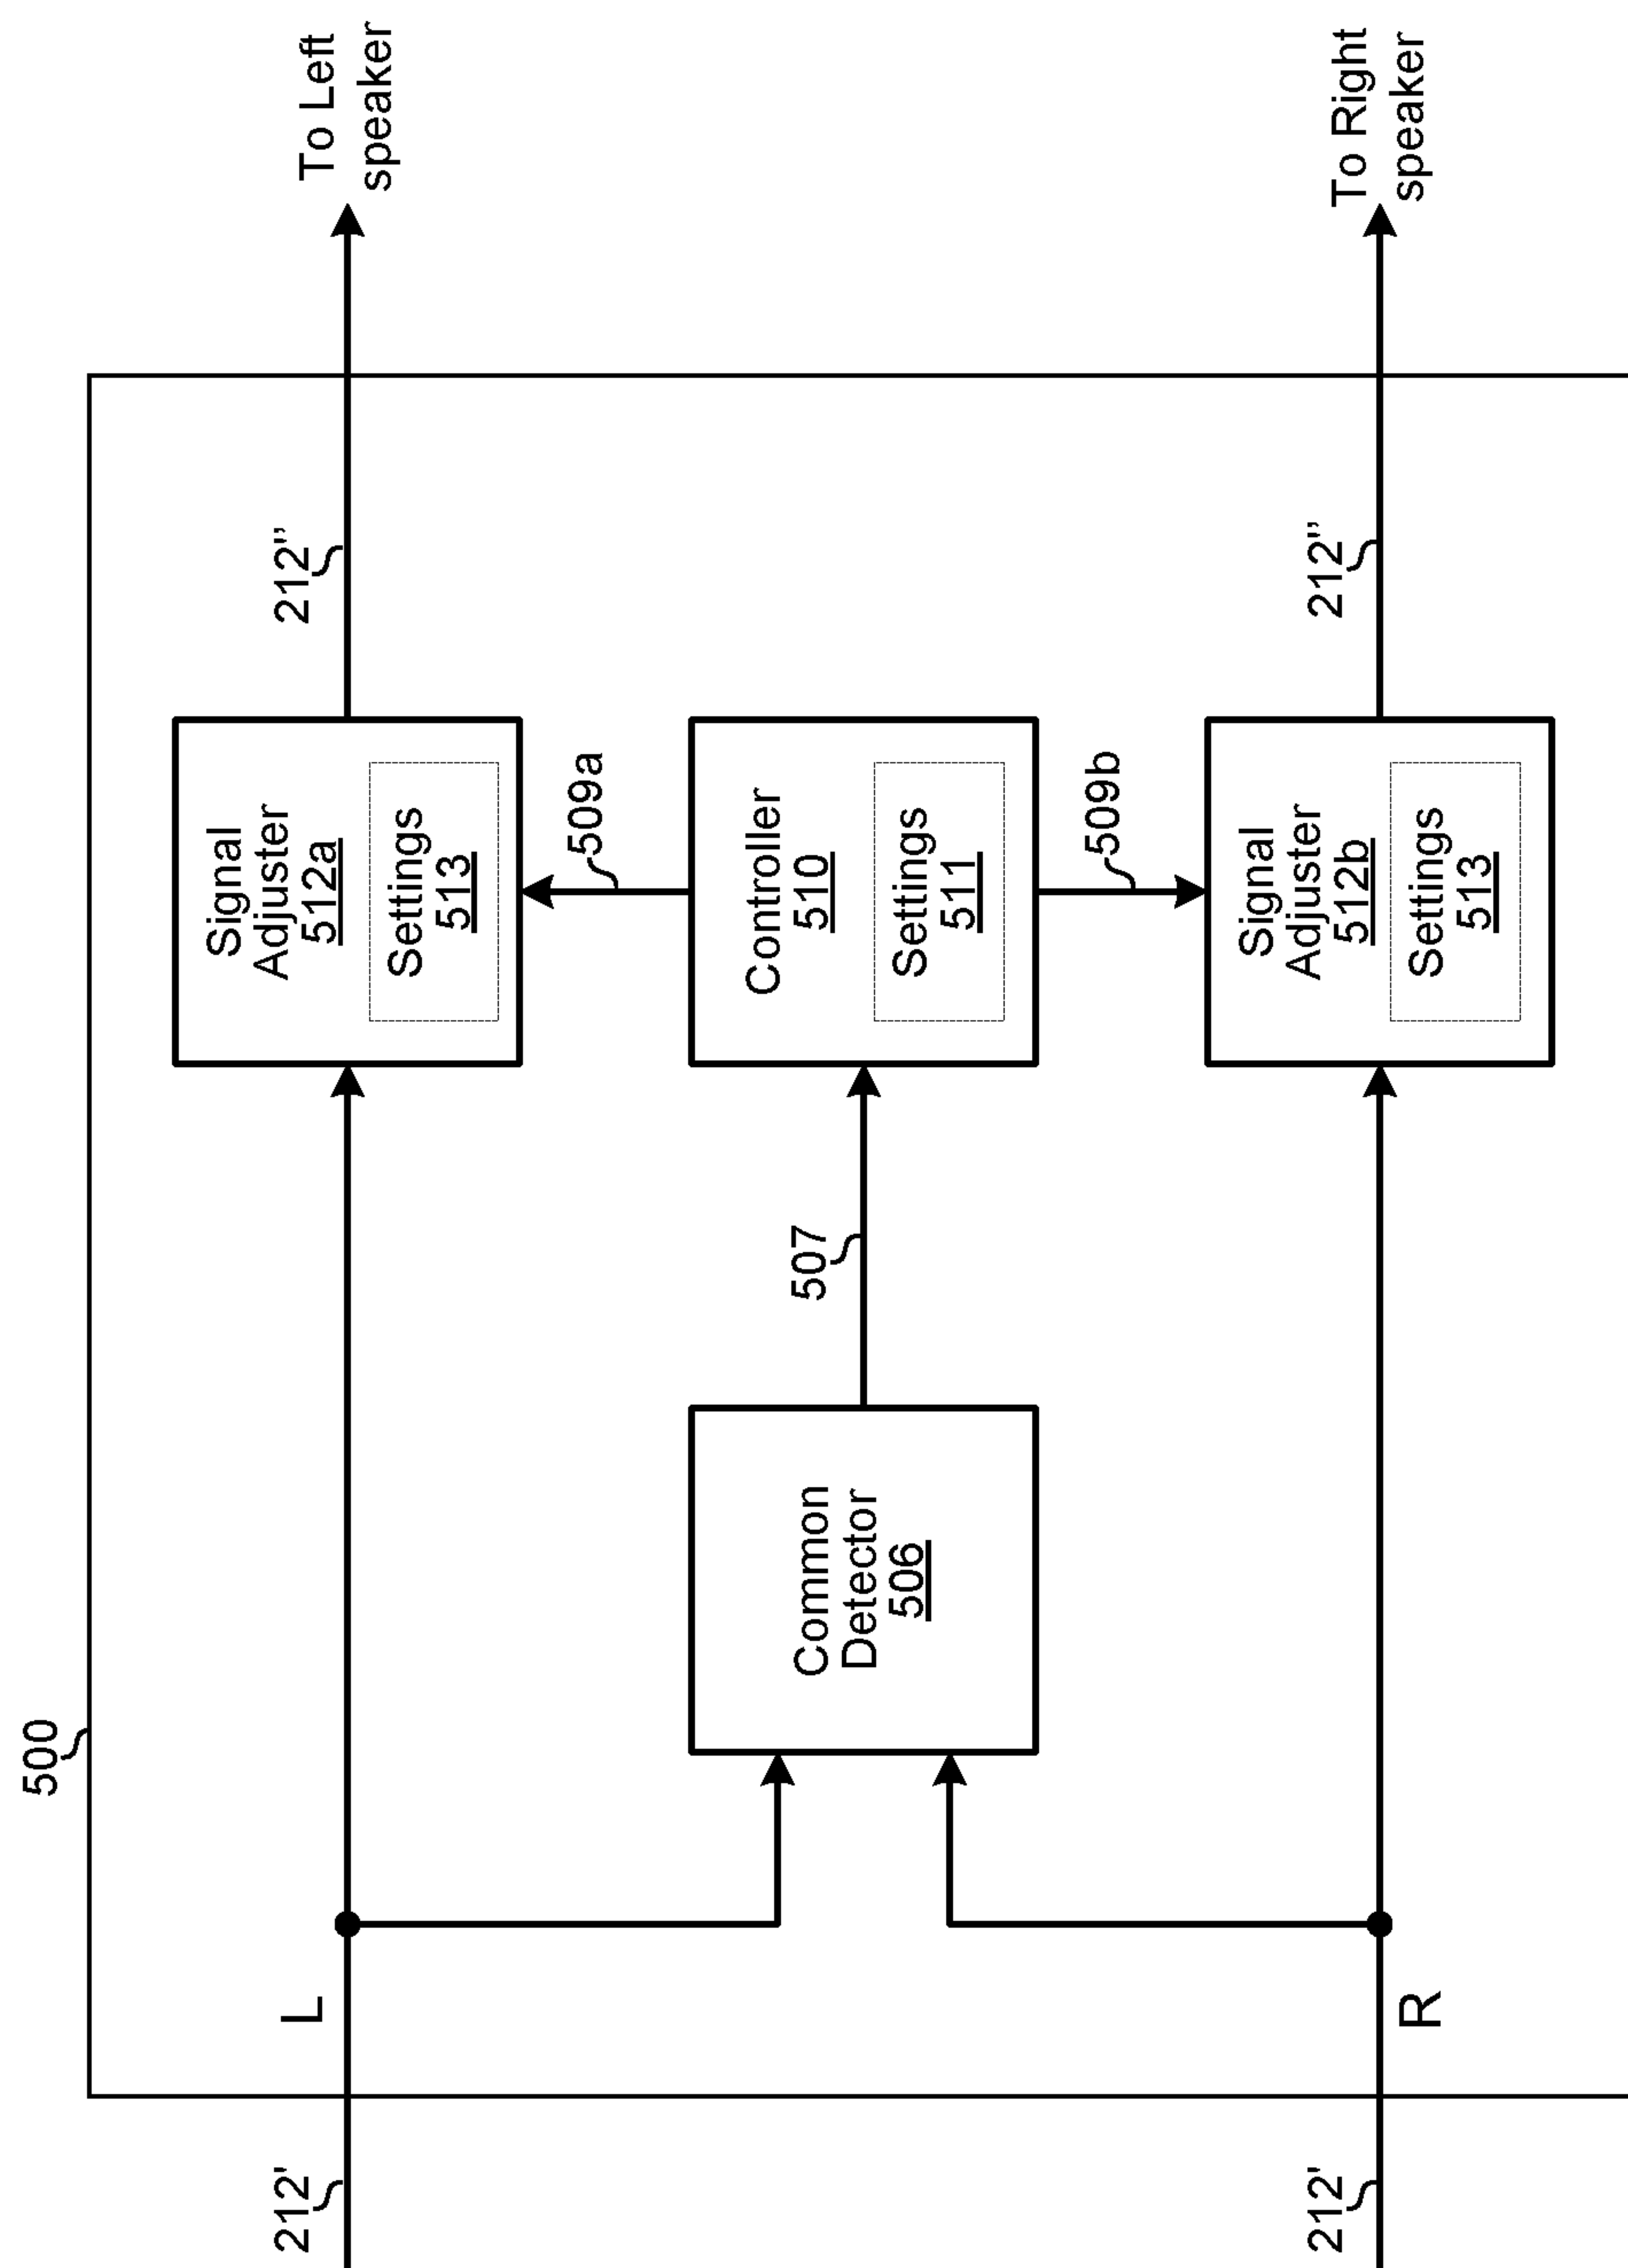 500
212'
L
Signal
Adjuster
512a
Settings
513
212”
To Left
speaker
509a
Common
Detector
506
507
Controller
510
Settings
511
509b
212'
R
Signal
Adjuster
512b
Settings
513
212”
To Right
speaker